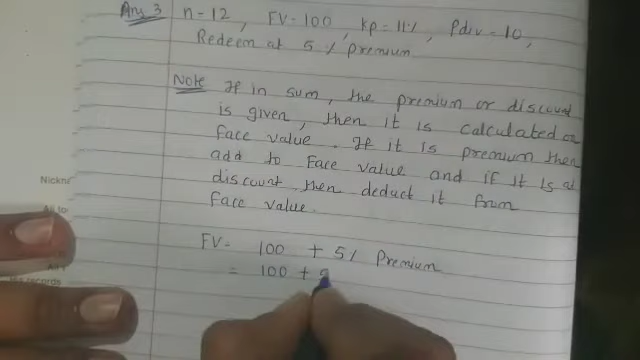 Ans 3 n=12, FV=100, Kp=11%, Pdiv=10,
Redeem at 5% premium
Note If in sum, the premium or discount
is given, then it is calculated on
face value. If it is premium then
add to Face value and if it is at
discount then deduct it from
Face value.
FV= 100 + 5% Premium
= 100 +